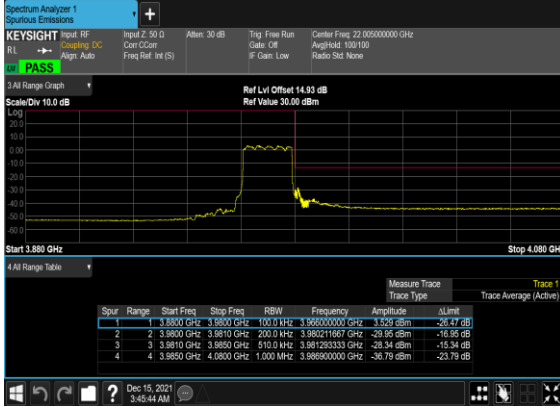 Spectrum Analyzer 1
Spurious Emissions
+
KEYSIGHT Input: RF Input Z: 50 Ω Atten: 30 dB Trig: Free Run Center Freq: 22.005000000 GHz
RL Coupling: DC Corr CCorr Gate: Off Avg|Hold: 100/100
Align: Auto Freq Ref: Int (S) IF Gain: Low Radio Std: None
LXI PASS
3 All Range Graph
Ref Lvl Offset 14.93 dB
Scale/Div 10.0 dB Ref Value 30.00 dBm
Log
20.0
10.0
0.00
-10.0
-20.0
-30.0
-40.0
-50.0
-60.0
Start 3.880 GHz Stop 4.080 GH
4 All Range Table
Measure Trace Trace 1
Trace Type Trace Average (Active)
Spur Range Start Freq Stop Freq RBW Frequency Amplitude ΔLimit
1 1 3.8800 GHz 3.9800 GHz 100.0 kHz 3.966000000 GHz 3.529 dBm -26.47 dB
2 2 3.9800 GHz 3.9810 GHz 200.0 kHz 3.980211667 GHz -29.95 dBm -16.95 dB
3 3 3.9810 GHz 3.9850 GHz 510.0 kHz 3.981293333 GHz -28.34 dBm -15.34 dB
4 4 3.9850 GHz 4.0800 GHz 1.000 MHz 3.986900000 GHz -36.79 dBm -23.79 dB
? Dec 15, 2021
3:45:44 AM